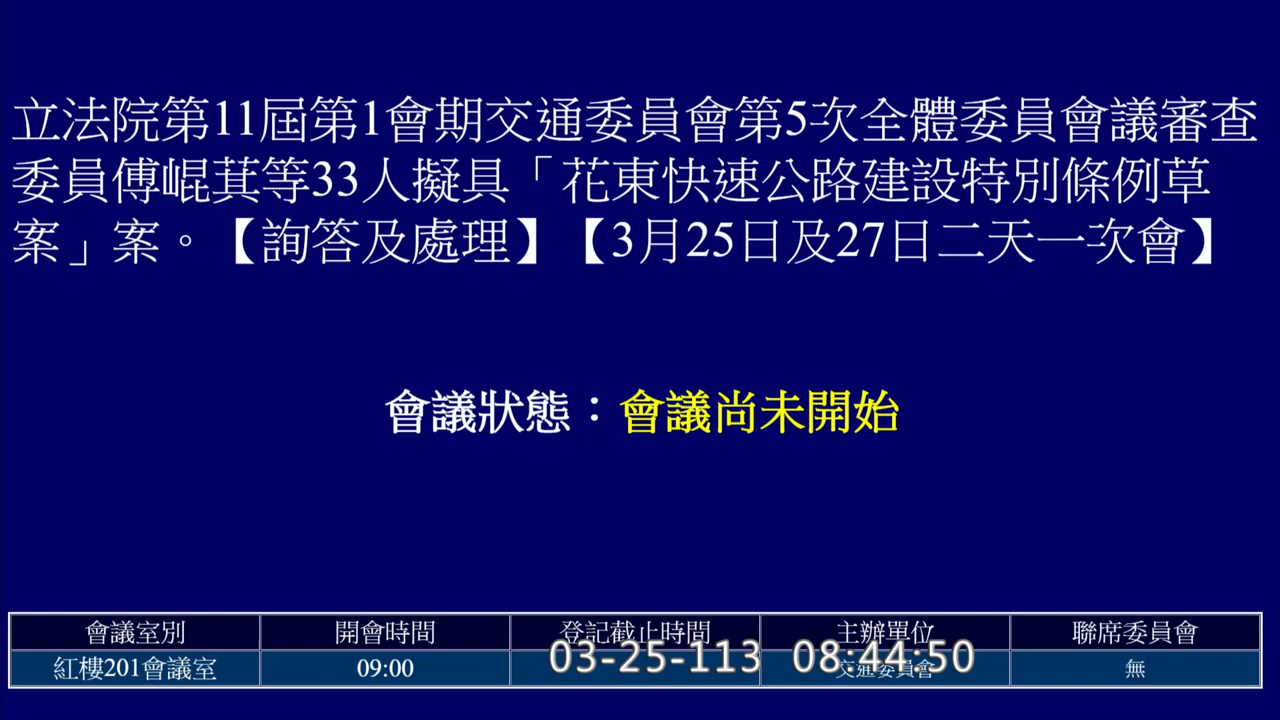 立法院第11屆第1會期交通委員會第5次全體委員會議審查
委員傅崐萁等33人擬具「花東快速公路建設特別條例草
案」案。【詢答及處理】【3月25日及27日二天一次會】
會議狀態：會議尚未開始
會議室別 開會時間 登記截止時間 主辦單位 聯席委員會
紅樓201會議室 09:00 交通委員會 無
03-25-113 08:44:50